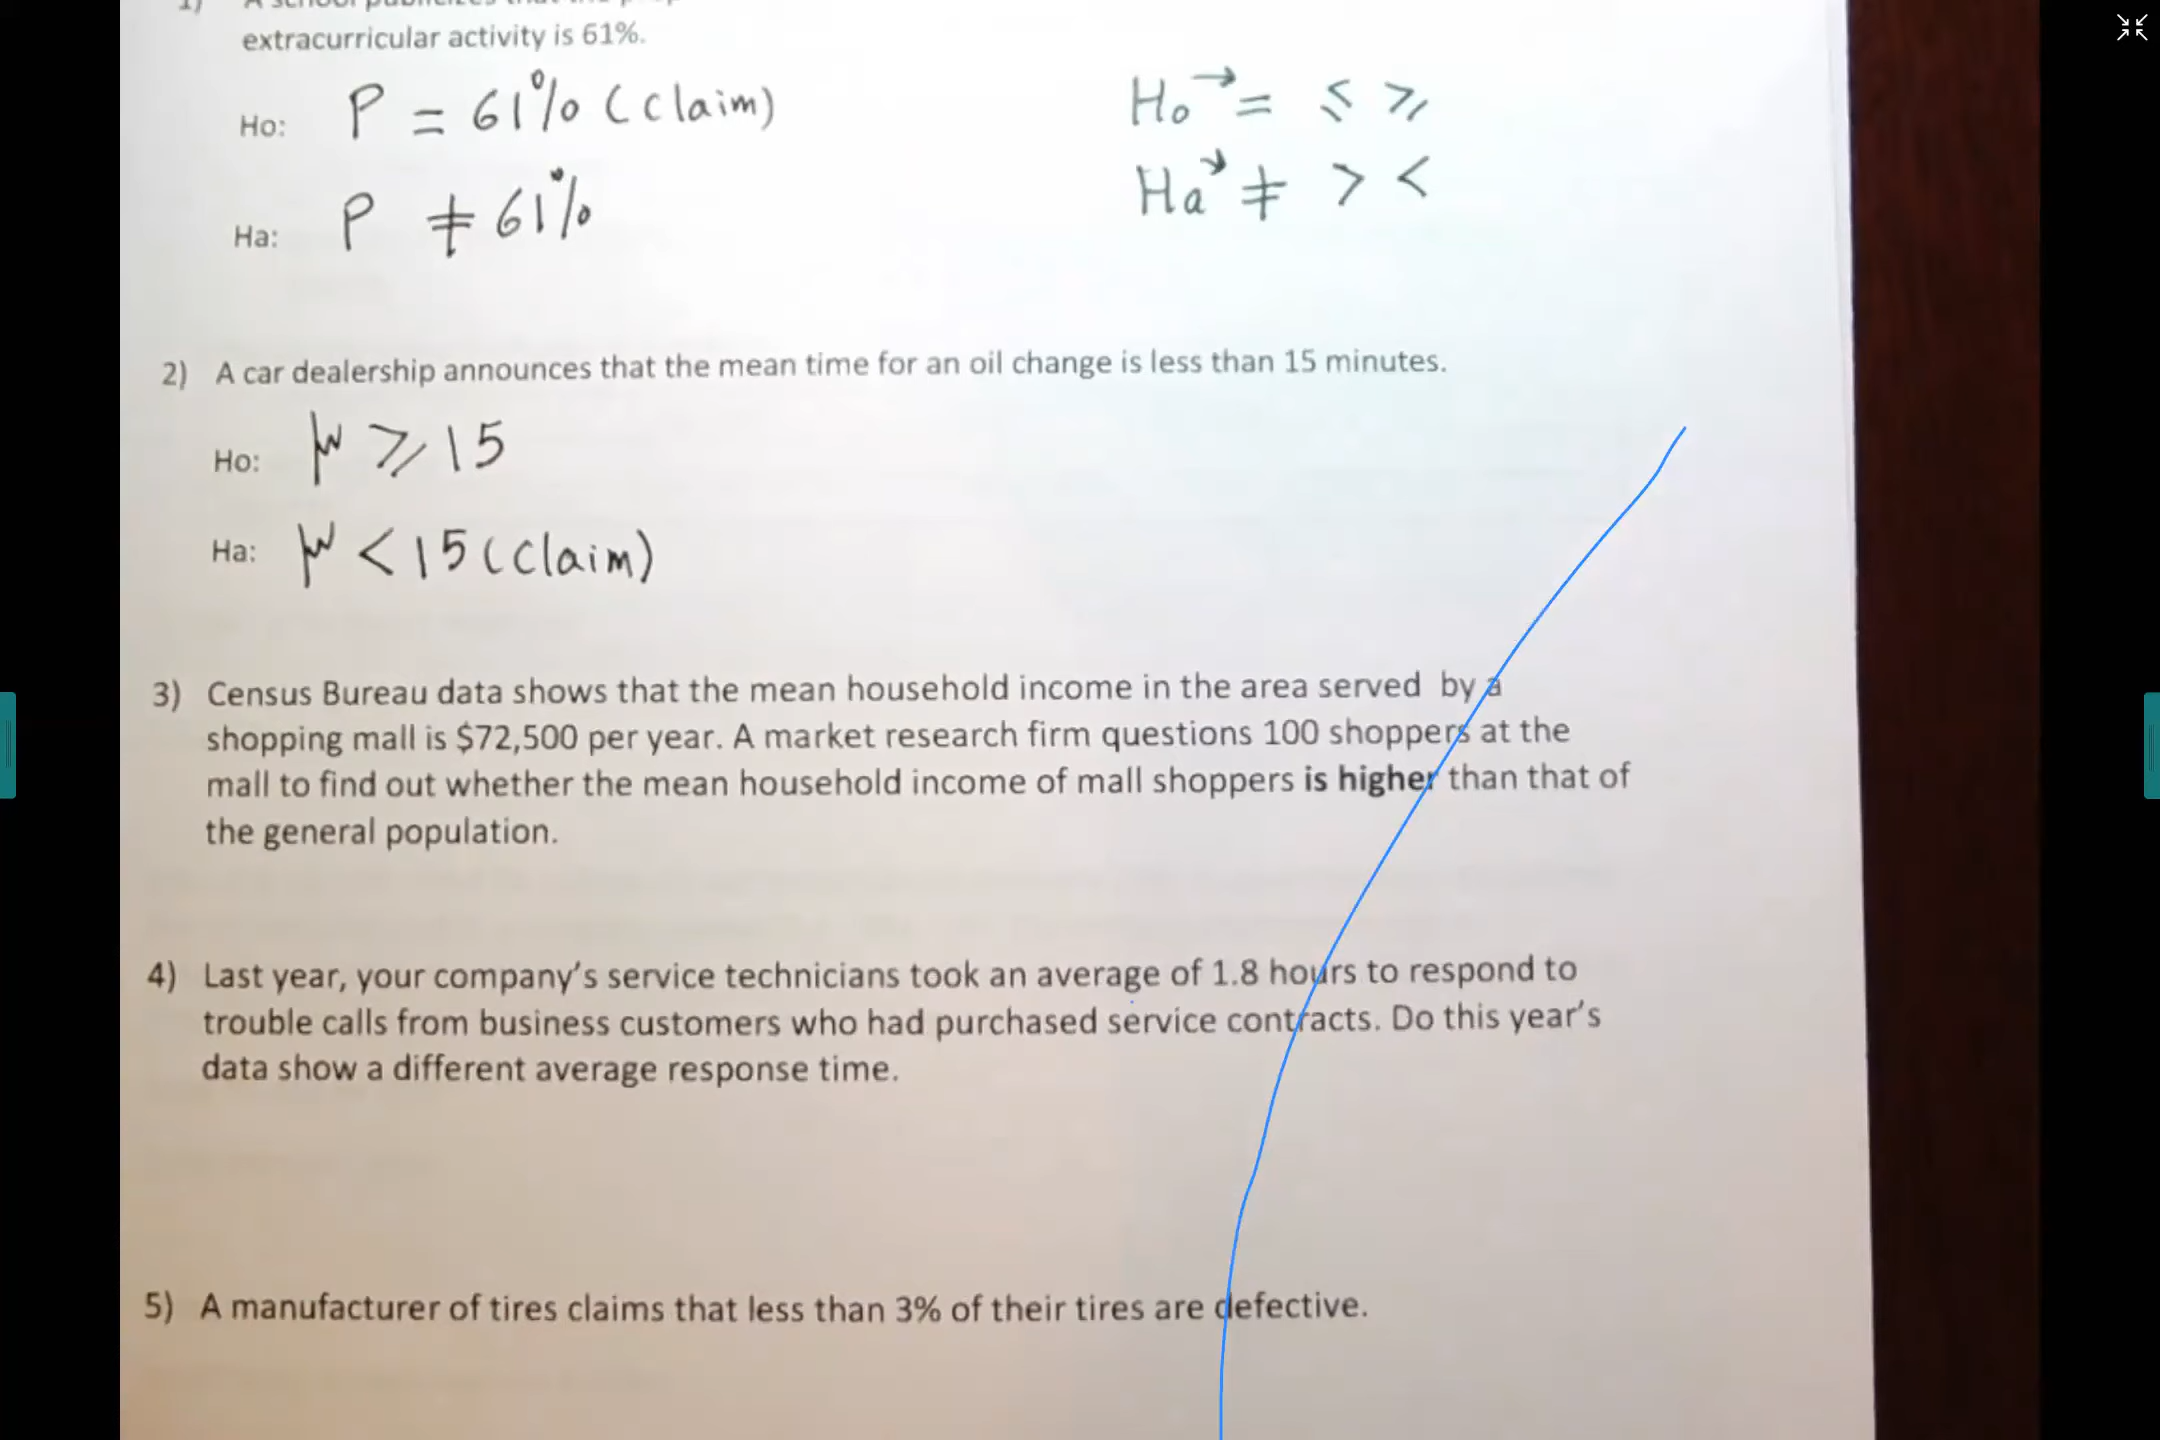 extracurricular activity is 61%.
Ho: P = 61% (claim)
Ho → = ≤ ≥
Ha: P ≠ 61%
Ha → ≠ > <
2) A car dealership announces that the mean time for an oil change is less than 15 minutes.
Ho: μ ≥ 15
Ha: μ < 15 (claim)
3) Census Bureau data shows that the mean household income in the area served by a
shopping mall is $72,500 per year. A market research firm questions 100 shoppers at the
mall to find out whether the mean household income of mall shoppers is higher than that of
the general population.
4) Last year, your company's service technicians took an average of 1.8 hours to respond to
trouble calls from business customers who had purchased service contracts. Do this year's
data show a different average response time.
5) A manufacturer of tires claims that less than 3% of their tires are defective.